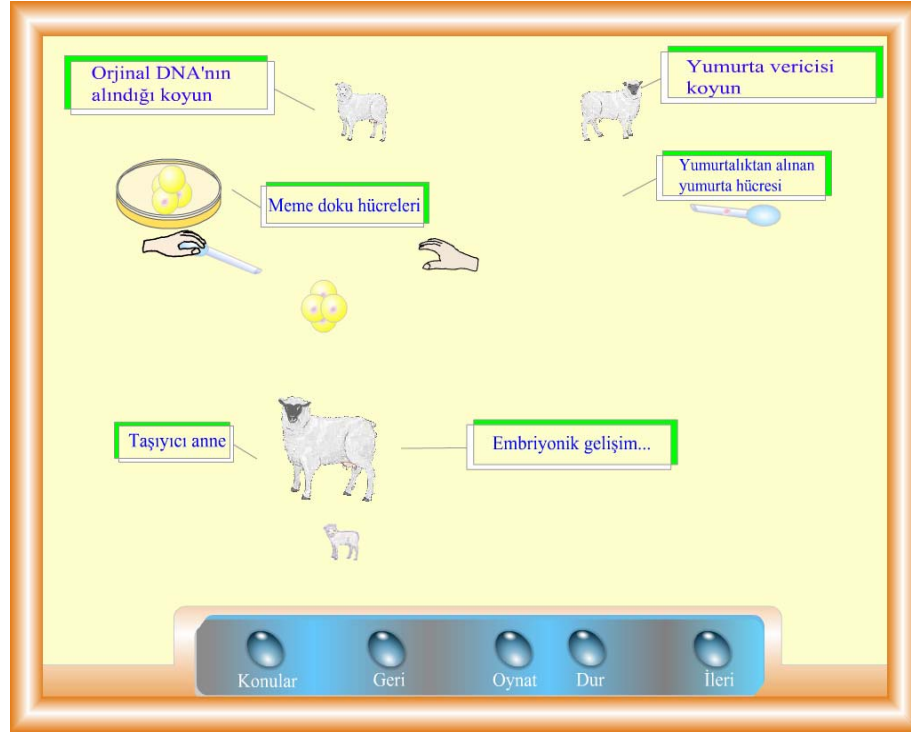 Orjinal DNA'nın
alındığı koyun
Yumurta vericisi
koyun
Yumurtalıktan alınan
yumurta hücresi
Meme doku hücreleri
Taşıyıcı anne
Embriyonik gelişim...
Konular
Geri
Oynat
Dur
İleri